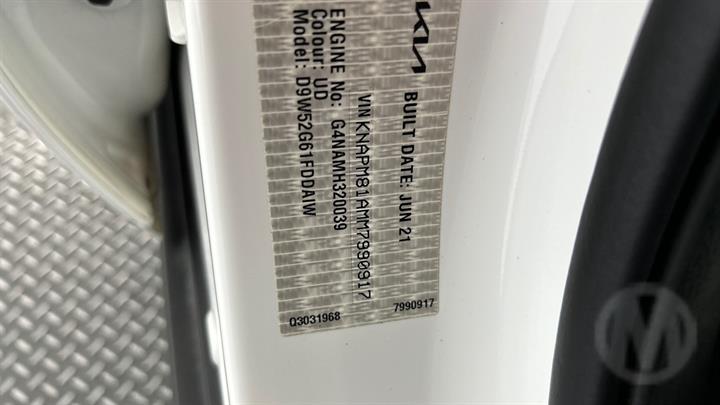 KIA
BUILT DATE: JUN 21
VIN KNAPM81AMM7990917
ENGINE No: G4NAMH320039
Colour: UD
Model: D9W52G61FDDAIW
7990917
Q3031968
M